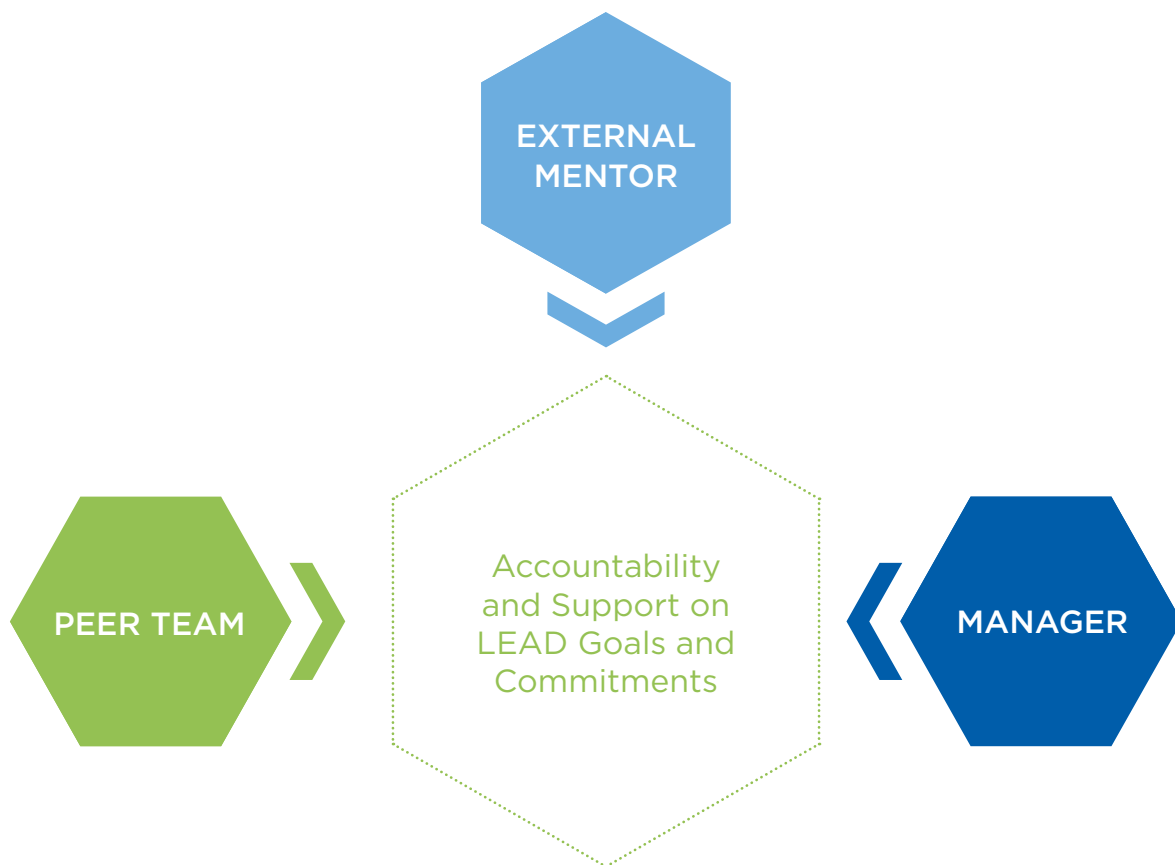 EXTERNAL
MENTOR
PEER TEAM
Accountability
and Support on
LEAD Goals and
Commitments
MANAGER